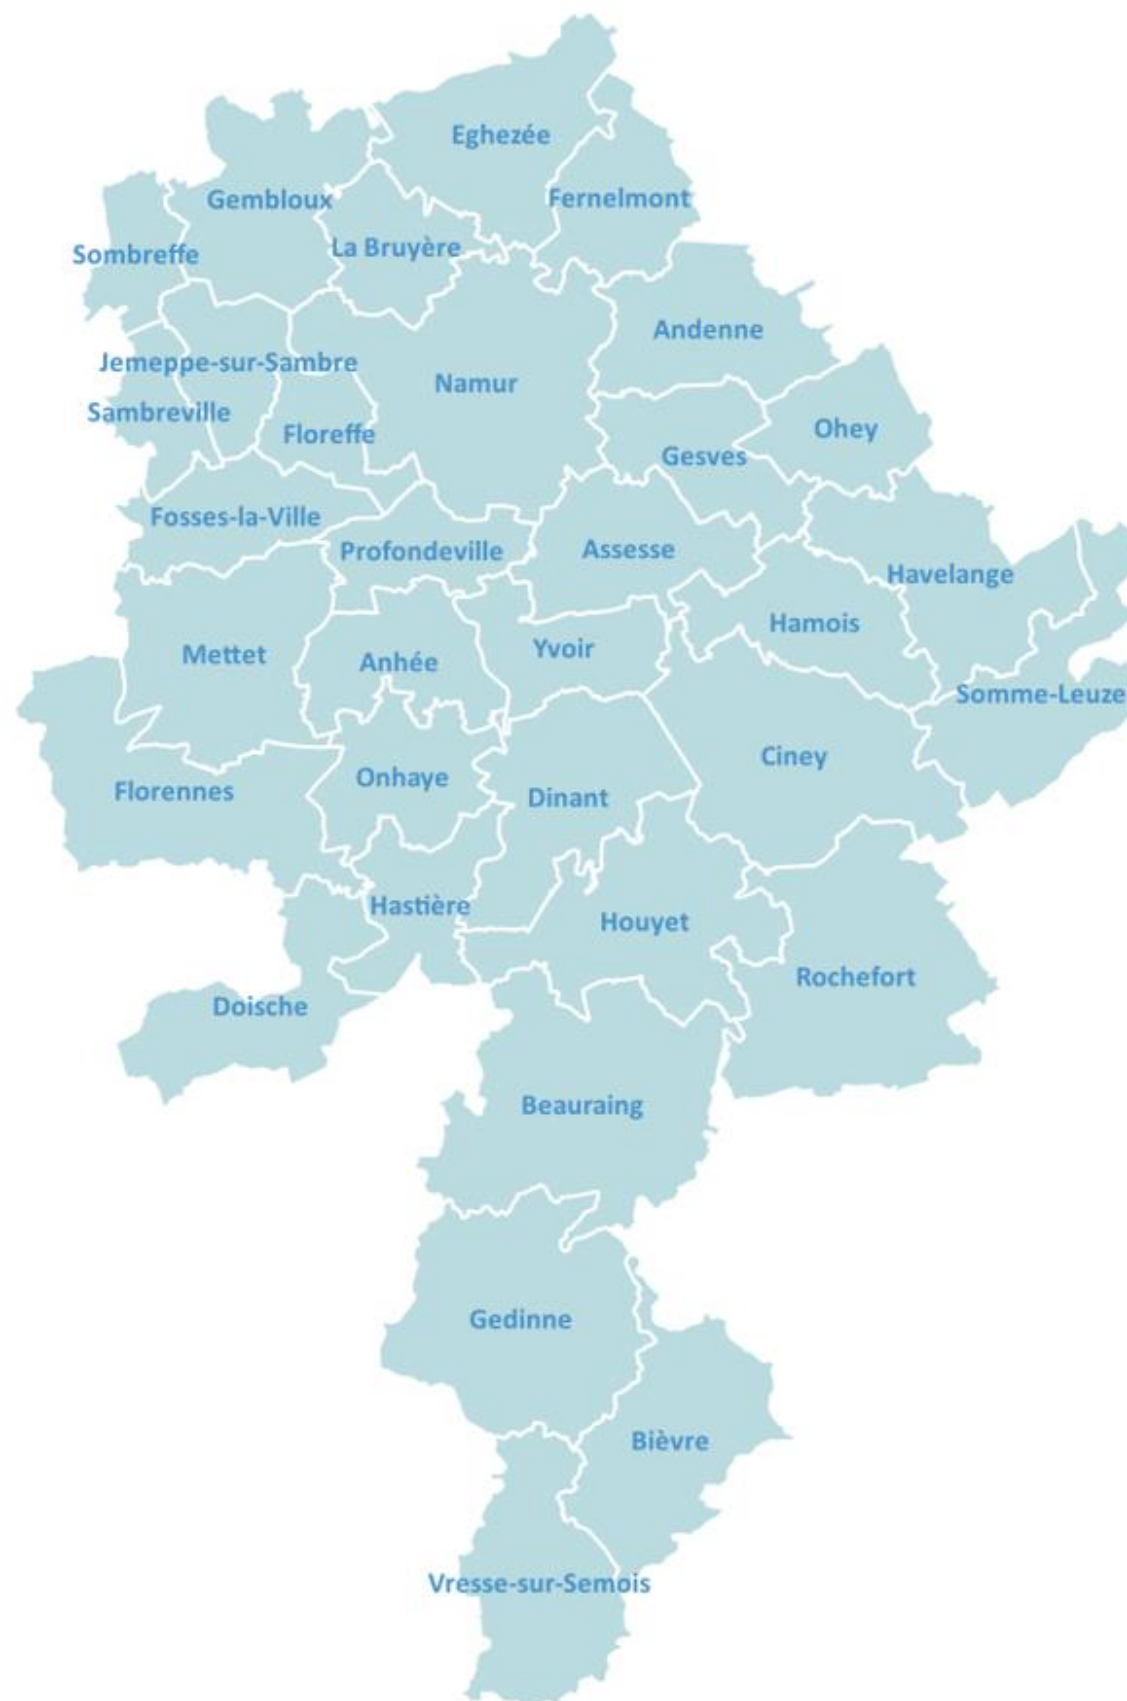 Eghezée
Fernelmont
Gembloux
La Bruyère
Sombreffe
Andenne
Jemeppe-sur-Sambre
Namur
Sambreville
Floreffe
Ohey
Gesves
Fosses-la-Ville
Profondeville
Assesse
Havelange
Hamois
Mettet
Anhée
Yvoir
Somme-Leuze
Ciney
Florennes
Onhaye
Dinant
Hastière
Houyet
Rochefort
Doische
Beauraing
Gedinne
Bièvre
Vresse-sur-Semois